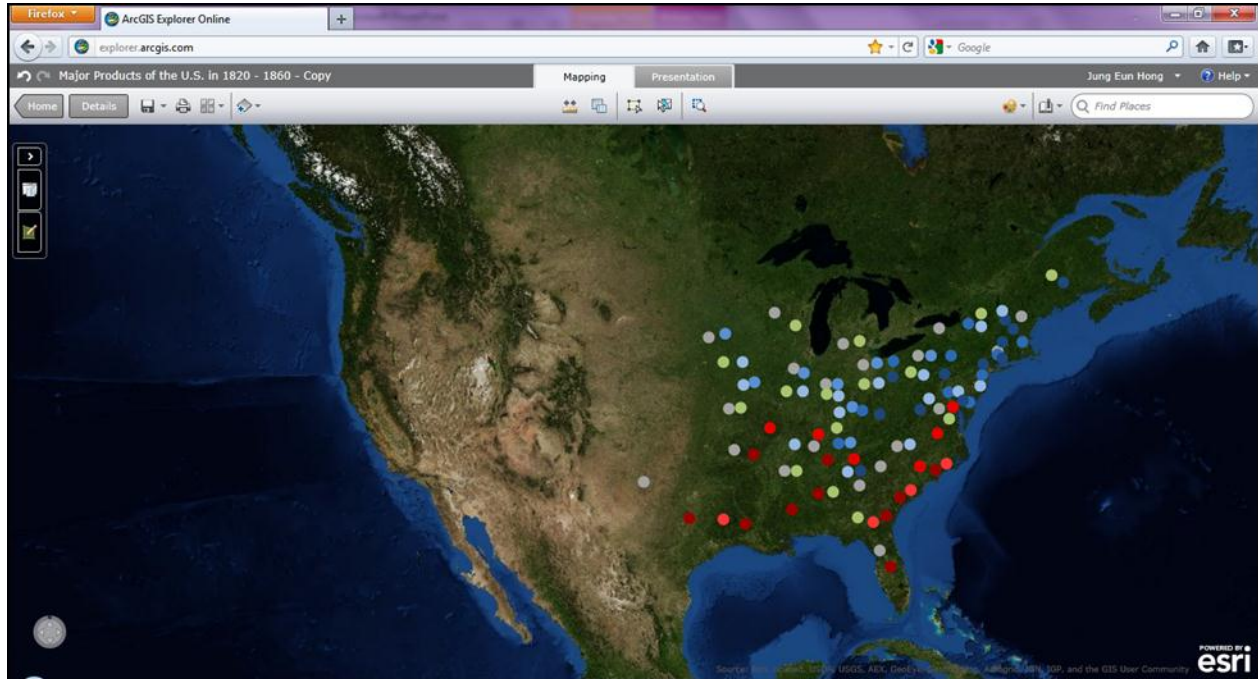 Firefox
ArcGIS Explorer Online
explorer.arcgis.com
Google
Major Products of the U.S. in 1820 - 1860 - Copy
Mapping
Presentation
Jung Eun Hong
Help
Home
Details
Find Places
USGS, AEX,
and the GIS User Community
POWERED BY
esri